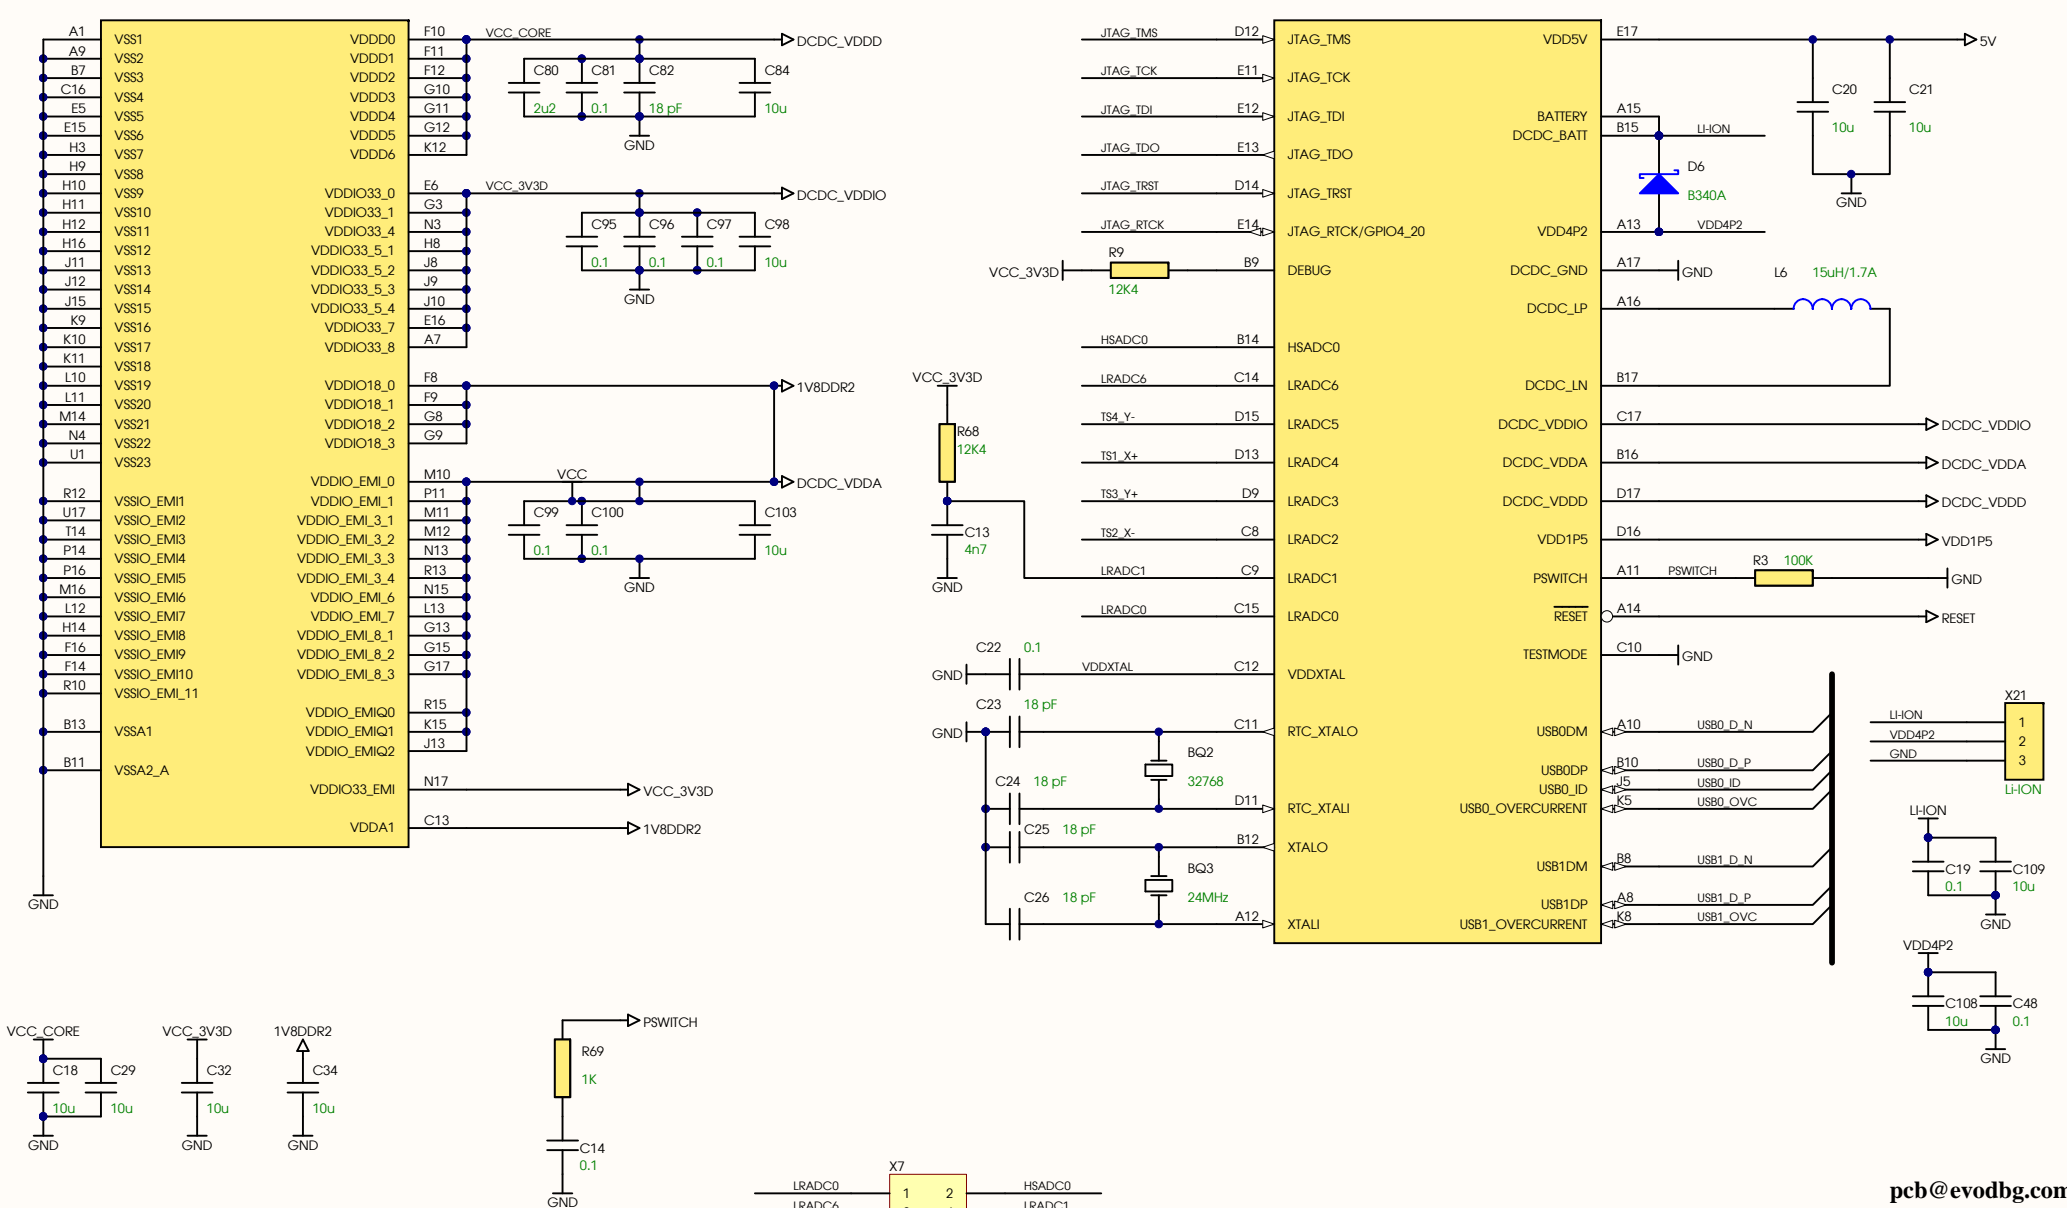 A1 VSS1
A9 VSS2
B7 VSS3
C16 VSS4
E5 VSS5
E15 VSS6
H3 VSS7
H9 VSS8
H10 VSS9
H11 VSS10
H12 VSS11
H16 VSS12
J11 VSS13
J12 VSS14
J15 VSS15
K9 VSS16
K10 VSS17
K11 VSS18
L10 VSS19
L11 VSS20
M14 VSS21
N4 VSS22
U1 VSS23
R12 VSSIO_EMI1
U17 VSSIO_EMI2
T14 VSSIO_EMI3
P14 VSSIO_EMI4
P16 VSSIO_EMI5
M16 VSSIO_EMI6
L12 VSSIO_EMI7
H14 VSSIO_EMI8
F16 VSSIO_EMI9
F14 VSSIO_EMI10
R10 VSSIO_EMI_11
B13 VSSA1
B11 VSSA2_A
GND
VDDD0 F10 VCC_CORE DCDC_VDDD
VDDD1 F11
VDDD2 F12
VDDD3 G10
VDDD4 G11
VDDD5 G12
VDDD6 K12
C80 C81 C82 C84
2u2 0.1 18 pF 10u
GND
VDDIO33_0 E6 VCC_3V3D DCDC_VDDIO
VDDIO33_1 G3
VDDIO33_4 N3
VDDIO33_5_1 H8
VDDIO33_5_2 J8
VDDIO33_5_3 J9
VDDIO33_5_4 J10
VDDIO33_7 E16
VDDIO33_8 A7
C95 C96 C97 C98
0.1 0.1 0.1 10u
GND
VDDIO18_0 F8 1V8DDR2
VDDIO18_1 F9
VDDIO18_2 G8
VDDIO18_3 G9
VDDIO_EMI_0 M10 VCC DCDC_VDDA
VDDIO_EMI_1 P11
VDDIO_EMI_3_1 M11
VDDIO_EMI_3_2 M12
VDDIO_EMI_3_3 N13
VDDIO_EMI_3_4 R13
VDDIO_EMI_6 N15
VDDIO_EMI_7 L13
VDDIO_EMI_8_1 G13
VDDIO_EMI_8_2 G15
VDDIO_EMI_8_3 G17
C99 C100 C103
0.1 0.1 10u
GND
VDDIO_EMIQ0 R15
VDDIO_EMIQ1 K15
VDDIO_EMIQ2 J13
VDDIO33_EMI N17 VCC_3V3D
VDDA1 C13 1V8DDR2
JTAG_TMS D12 JTAG_TMS
JTAG_TCK E11 JTAG_TCK
JTAG_TDI E12 JTAG_TDI
JTAG_TDO E13 JTAG_TDO
JTAG_TRST D14 JTAG_TRST
JTAG_RTCK E14 JTAG_RTCK/GPIO4_20
VCC_3V3D R9 12K4 B9 DEBUG
HSADC0 B14 HSADC0
LRADC6 C14 LRADC6
TS4_Y- D15 LRADC5
TS1_X+ D13 LRADC4
TS3_Y+ D9 LRADC3
TS2_X- C8 LRADC2
LRADC1 C9 LRADC1
LRADC0 C15 LRADC0
VCC_3V3D
R68
12K4
C13
4n7
GND
C22 0.1
GND VDDXTAL C12 VDDXTAL
C23 18 pF
GND C11 RTC_XTALO
BQ2
32768
C24 18 pF
D11 RTC_XTALI
C25 18 pF
B12 XTALO
BQ3
24MHz
C26 18 pF
A12 XTALI
VDD5V E17 5V
C20 C21
10u 10u
GND
BATTERY A15
DCDC_BATT B15 LI-ION
D6
B340A
VDD4P2 A13 VDD4P2
DCDC_GND A17 GND
L6 15uH/1.7A
DCDC_LP A16
DCDC_LN B17
DCDC_VDDIO C17 DCDC_VDDIO
DCDC_VDDA B16 DCDC_VDDA
DCDC_VDDD D17 DCDC_VDDD
VDD1P5 D16 VDD1P5
PSWITCH A11 PSWITCH R3 100K GND
RESET A14 RESET
TESTMODE C10 GND
USB0DM A10 USB0_D_N
USB0DP B10 USB0_D_P
USB0_ID J5 USB0_ID
USB0_OVERCURRENT K5 USB0_OVC
USB1DM B8 USB1_D_N
USB1DP A8 USB1_D_P
USB1_OVERCURRENT K8 USB1_OVC
X21
LI-ION 1
VDD4P2 2
GND 3
Li-ION
LI-ION
C19 C109
0.1 10u
GND
VDD4P2
C108 C48
10u 0.1
GND
VCC_CORE VCC_3V3D 1V8DDR2
C18 C29 C32 C34
10u 10u 10u 10u
GND GND GND
PSWITCH
R69
1K
C14
0.1
GND
X7
LRADC0 1 2 HSADC0
LRADC6 LRADC1
pcb@evodbg.com